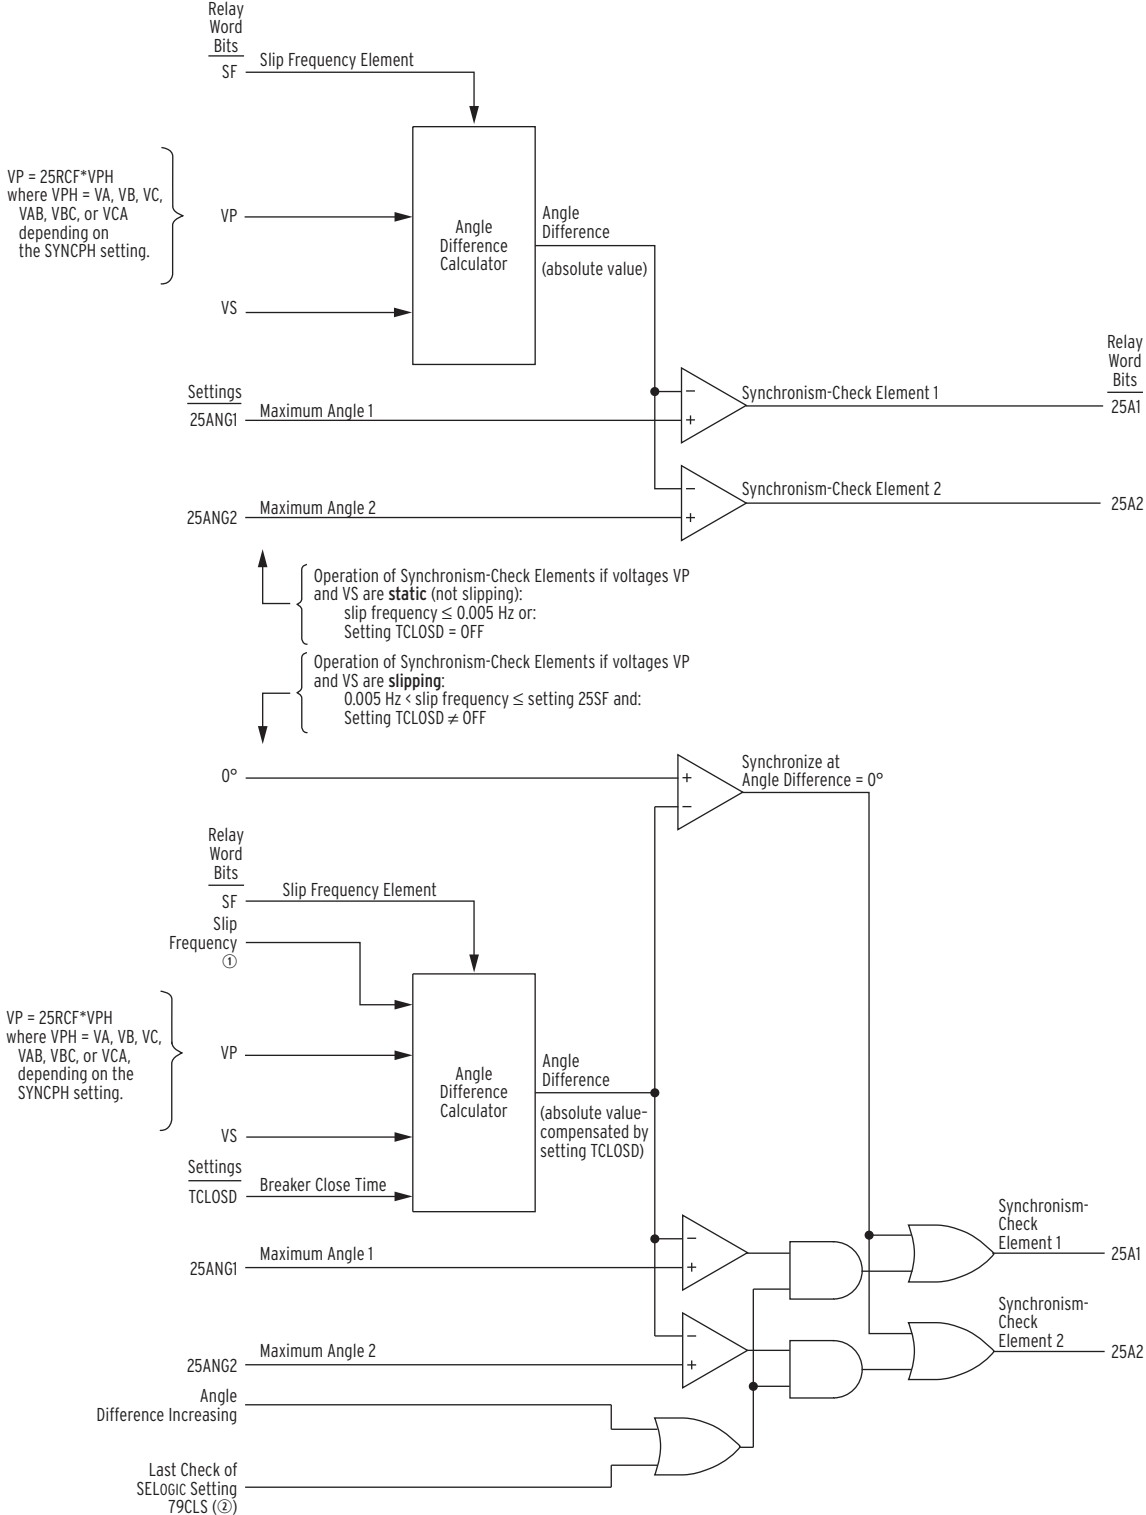 Relay
Word
Bits
SF
Slip Frequency Element
VP = 25RCF*VPH
where VPH = VA, VB, VC,
VAB, VBC, or VCA
depending on
the SYNCPH setting.
VP
VS
Angle
Difference
Calculator
Angle
Difference
(absolute value)
Settings
25ANG1
Maximum Angle 1
−
+
Synchronism-Check Element 1
Relay
Word
Bits
25A1
25ANG2
Maximum Angle 2
−
+
Synchronism-Check Element 2
25A2
Operation of Synchronism-Check Elements if voltages VP
and VS are static (not slipping):
slip frequency ≤ 0.005 Hz or:
Setting TCLOSD = OFF
Operation of Synchronism-Check Elements if voltages VP
and VS are slipping:
0.005 Hz < slip frequency ≤ setting 25SF and:
Setting TCLOSD ≠ OFF
0°
+
−
Synchronize at
Angle Difference = 0°
Relay
Word
Bits
SF
Slip Frequency Element
Slip
Frequency
①
VP = 25RCF*VPH
where VPH = VA, VB, VC,
VAB, VBC, or VCA,
depending on the
SYNCPH setting.
VP
VS
Angle
Difference
Calculator
Angle
Difference
(absolute value-
compensated by
setting TCLOSD)
Settings
TCLOSD
Breaker Close Time
25ANG1
Maximum Angle 1
−
+
Synchronism-
Check
Element 1
25A1
25ANG2
Maximum Angle 2
−
+
Synchronism-
Check
Element 2
25A2
Angle
Difference Increasing
Last Check of
SELOGIC Setting
79CLS (②)